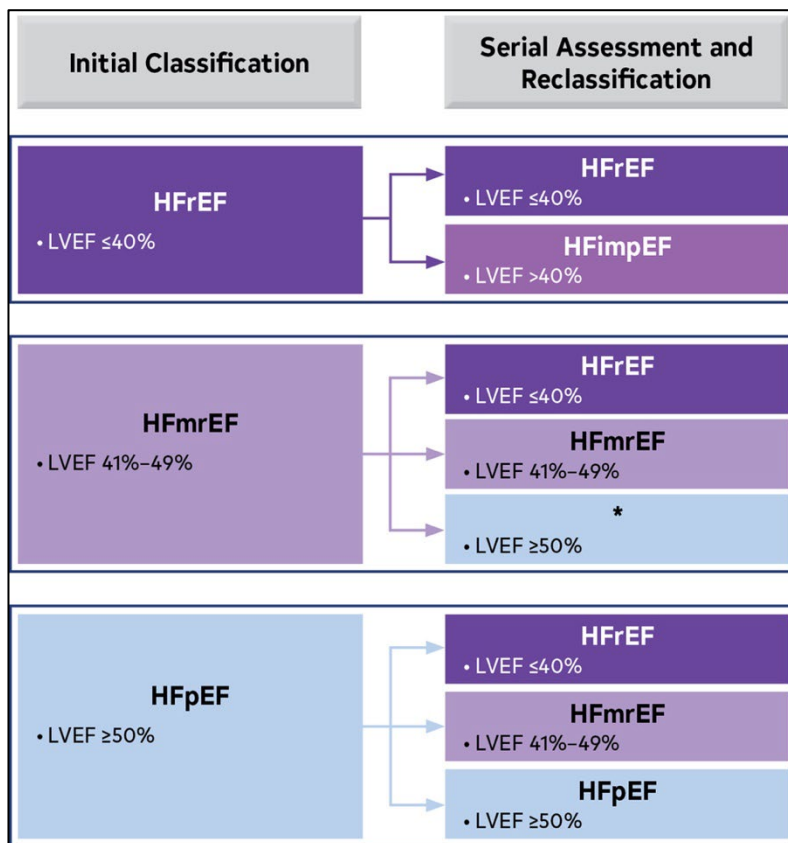 Initial Classification
Serial Assessment and
Reclassification
HFrEF
• LVEF ≤40%
HFrEF
• LVEF ≤40%
HFimpEF
• LVEF >40%
HFmrEF
• LVEF 41%–49%
HFrEF
• LVEF ≤40%
HFmrEF
• LVEF 41%–49%
*
• LVEF ≥50%
HFpEF
• LVEF ≥50%
HFrEF
• LVEF ≤40%
HFmrEF
• LVEF 41%–49%
HFpEF
• LVEF ≥50%